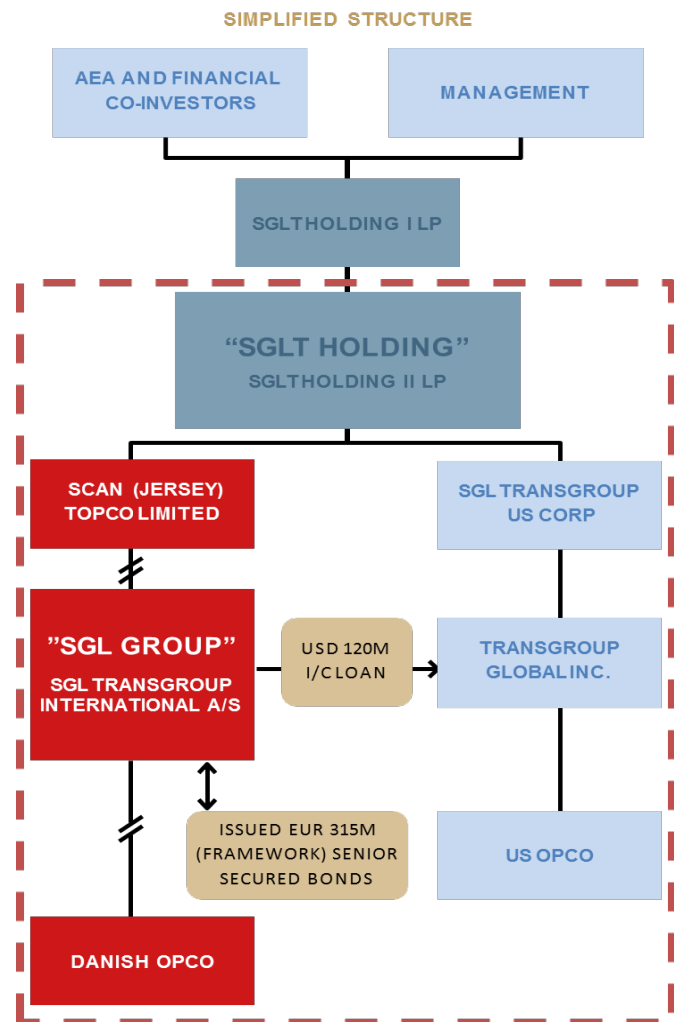 SIMPLIFIED STRUCTURE
AEA AND FINANCIAL
CO-INVESTORS
MANAGEMENT
SGLTHOLDING I LP
“SGLT HOLDING”
SGLTHOLDING II LP
SCAN (JERSEY)
TOPCO LIMITED
SGL TRANSGROUP
US CORP
”SGL GROUP”
SGL TRANSGROUP
INTERNATIONAL A/S
USD 120M
I/C LOAN
TRANSGROUP
GLOBAL INC.
ISSUED EUR 315M
(FRAMEWORK) SENIOR
SECURED BONDS
US OPCO
DANISH OPCO